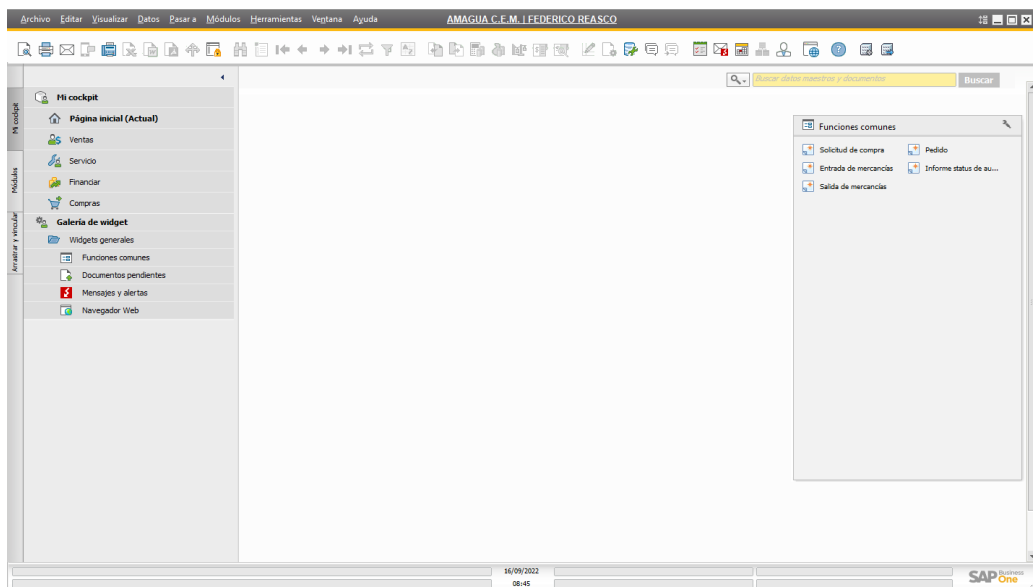 Archivo Editar Visualizar Datos Pasar a Módulos Herramientas Ventana Ayuda AMAGUA C.E.M. | FEDERICO REASCO
Buscar datos maestros y documentos Buscar
Mi cockpit
Módulos
Arrastrar y vincular
Mi cockpit
Página inicial (Actual)
Ventas
Servicio
Financiar
Compras
Galería de widget
Widgets generales
Funciones comunes
Documentos pendientes
Mensajes y alertas
Navegador Web
Funciones comunes
Solicitud de compra Pedido
Entrada de mercancías Informe status de au...
Salida de mercancías
16/09/2022
08:45
SAP Business One